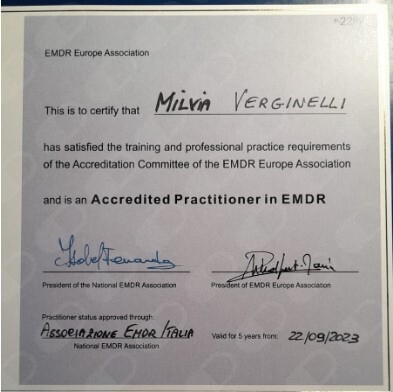 EMDR Europe Association
This is to certify that MILVIA VERGINELLI
has satisfied the training and professional practice requirements
of the Accreditation Committee of the EMDR Europe Association
and is an Accredited Practitioner in EMDR
President of the National EMDR Association
President of EMDR Europe Association
Practitioner status approved through:
ASSOCIAZIONE EMDR ITALIA Valid for 5 years from: 22/09/2023
National EMDR Association